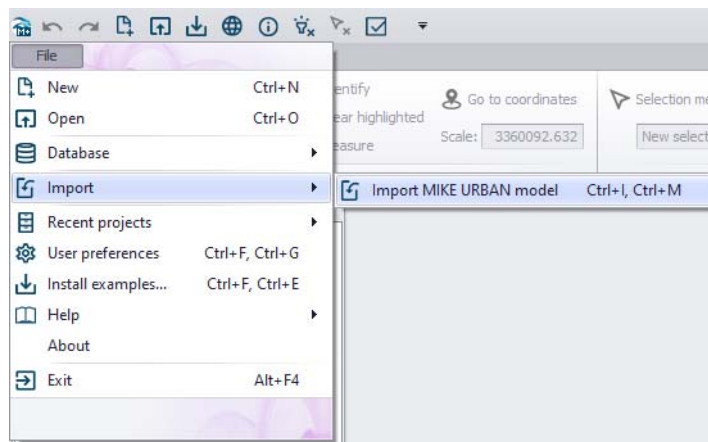 File
New Ctrl+N
Open Ctrl+O
Database
Import
Recent projects
User preferences Ctrl+F, Ctrl+G
Install examples... Ctrl+F, Ctrl+E
Help
About
Exit Alt+F4
Import MIKE URBAN model Ctrl+I, Ctrl+M
entify
ear highlighted
easure
Go to coordinates
Scale: 3360092.632
Selection me
New select